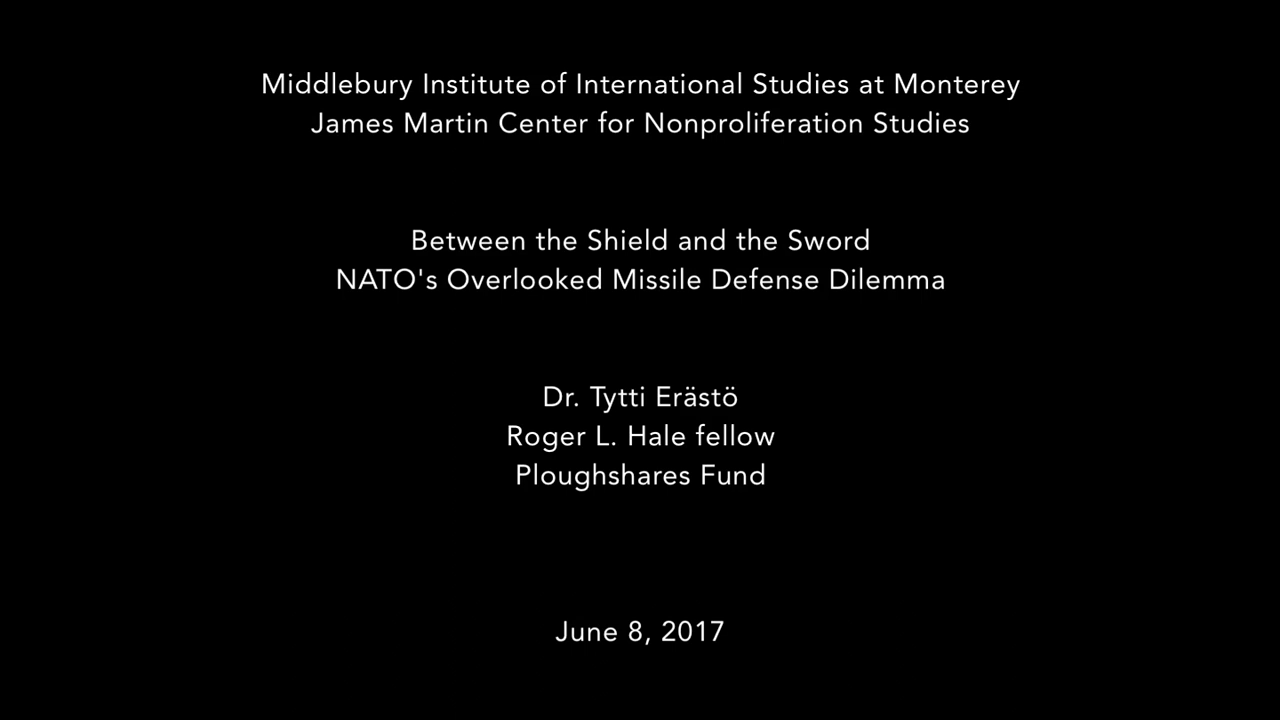 Middlebury Institute of International Studies at Monterey
James Martin Center for Nonproliferation Studies
Between the Shield and the Sword
NATO's Overlooked Missile Defense Dilemma
Dr. Tytti Erästö
Roger L. Hale fellow
Ploughshares Fund
June 8, 2017